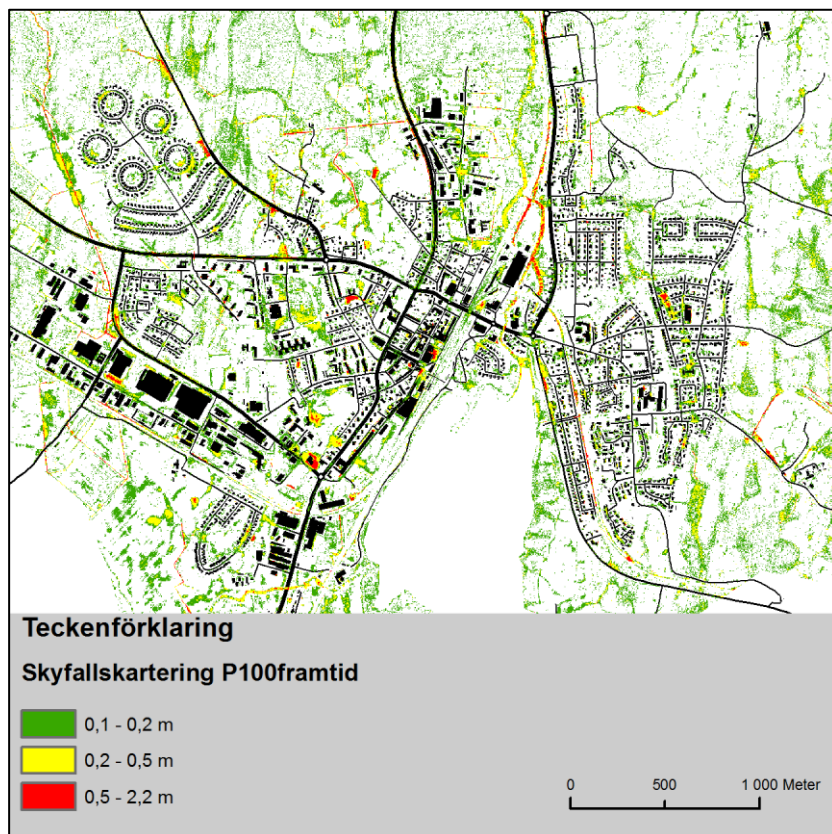 Teckenförklaring
Skyfallskartering P100framtid
0,1 - 0,2 m
0,2 - 0,5 m
0,5 - 2,2 m
0 500 1 000 Meter